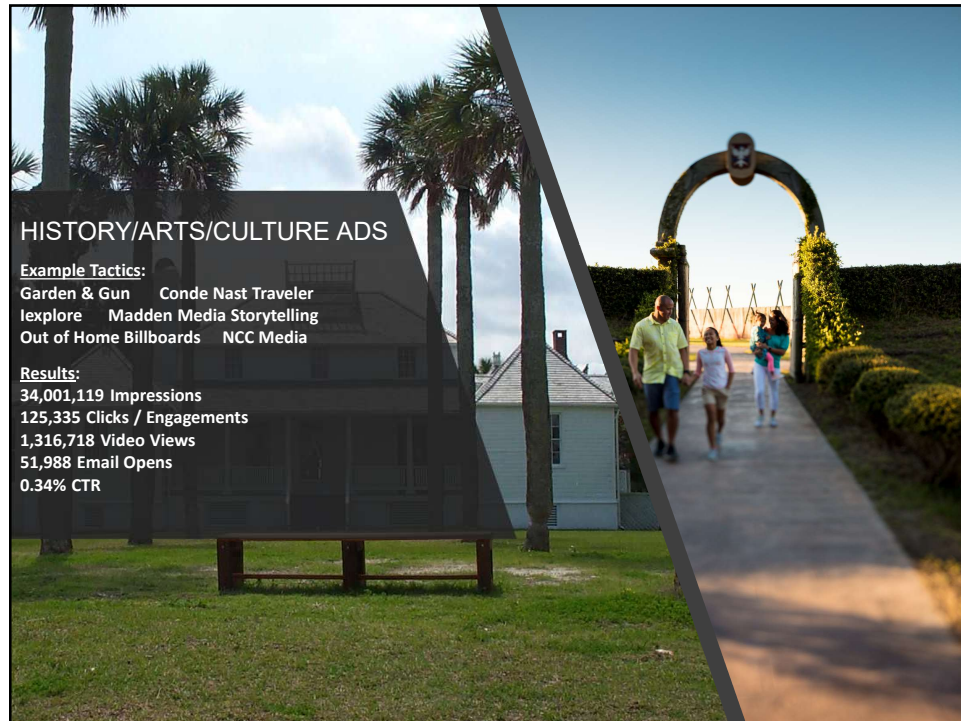 HISTORY/ARTS/CULTURE ADS
Example Tactics:
Garden & Gun Conde Nast Traveler
Iexplore Madden Media Storytelling
Out of Home Billboards NCC Media
Results:
34,001,119 Impressions
125,335 Clicks / Engagements
1,316,718 Video Views
51,988 Email Opens
0.34% CTR